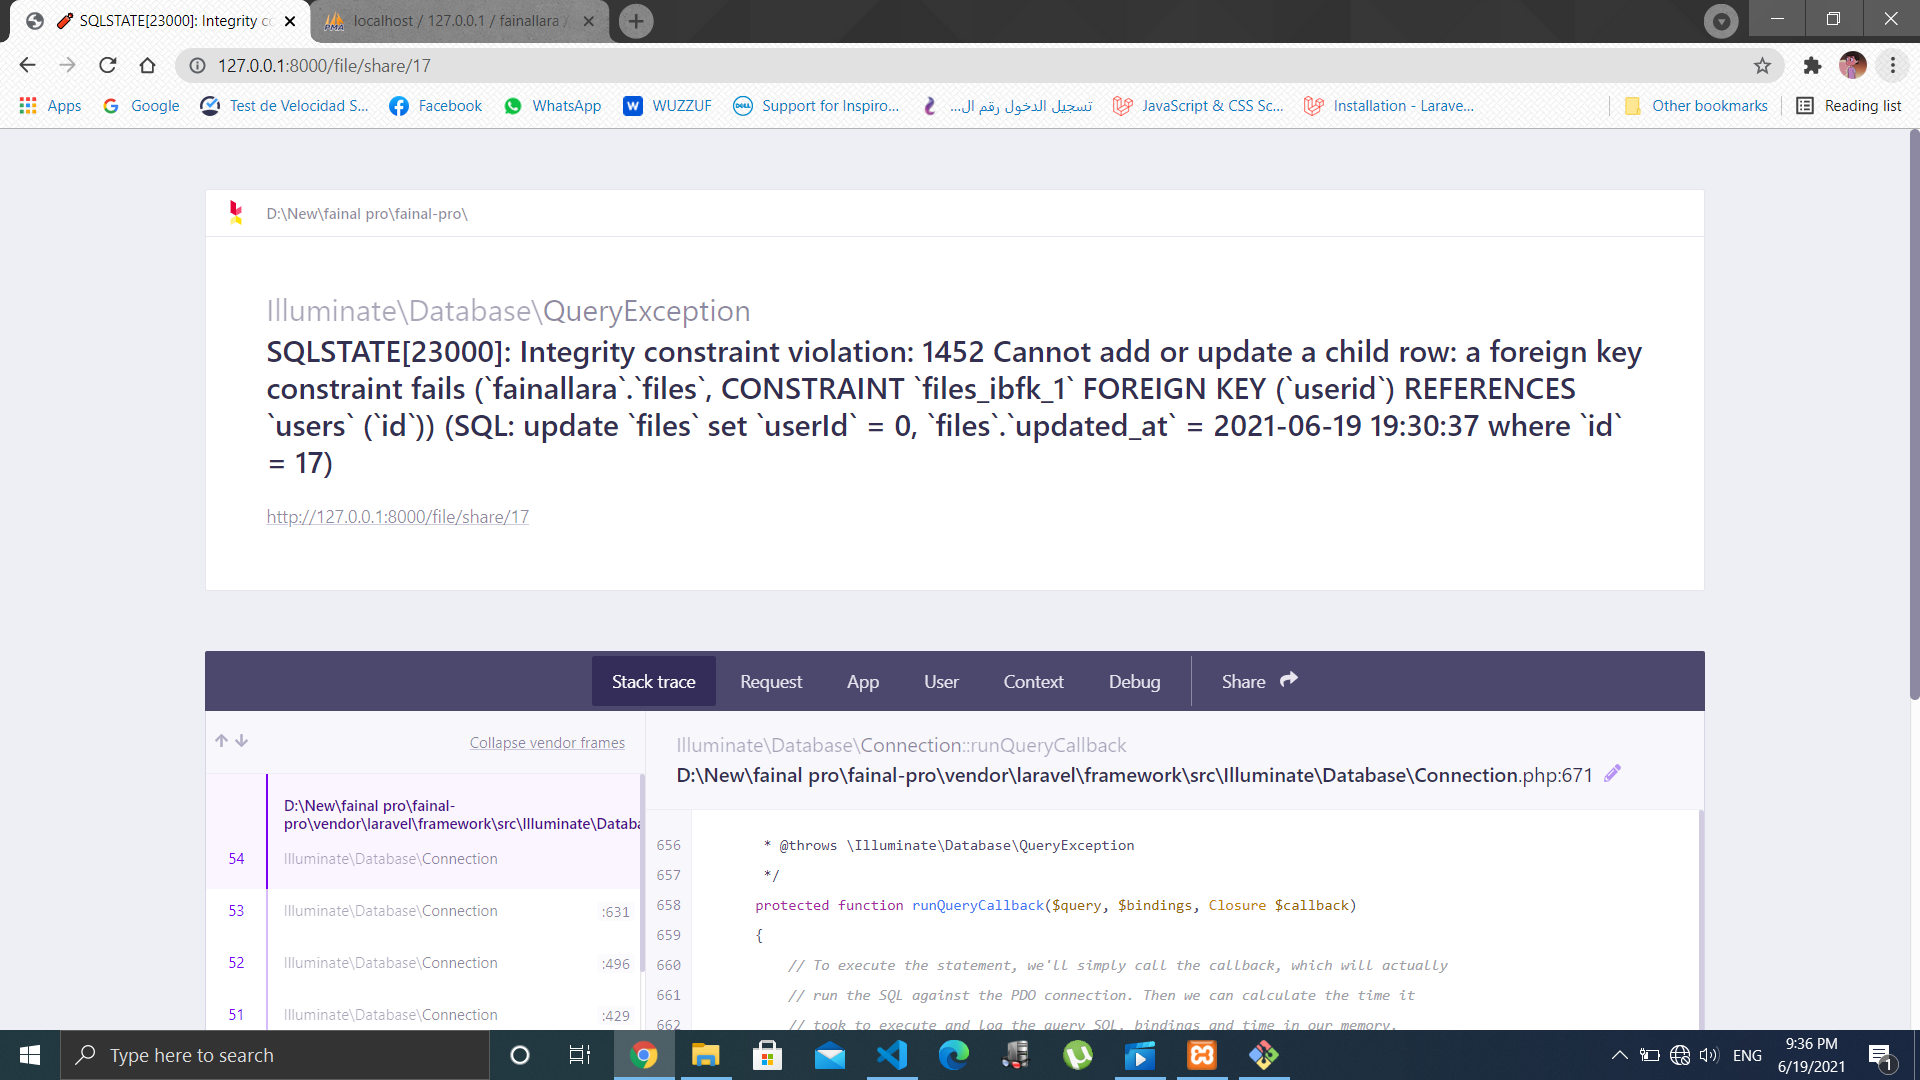 SQLSTATE[23000]: Integrity co
localhost / 127.0.0.1 / fainallara
127.0.0.1:8000/file/share/17
Apps
Google
Test de Velocidad S...
Facebook
WhatsApp
WUZZUF
Support for Inspiro...
تسجيل الدخول رقم ال...
JavaScript & CSS Sc...
Installation - Larave...
Other bookmarks
Reading list
D:\New\fainal pro\fainal-pro\
Illuminate\Database\QueryException
SQLSTATE[23000]: Integrity constraint violation: 1452 Cannot add or update a child row: a foreign key
constraint fails (`fainallara`.`files`, CONSTRAINT `files_ibfk_1` FOREIGN KEY (`userid`) REFERENCES
`users` (`id`)) (SQL: update `files` set `userId` = 0, `files`.`updated_at` = 2021-06-19 19:30:37 where `id`
= 17)
http://127.0.0.1:8000/file/share/17
Stack trace
Request
App
User
Context
Debug
Share
Collapse vendor frames
D:\New\fainal pro\fainal-
pro\vendor\laravel\framework\src\Illuminate\Databa
54 Illuminate\Database\Connection
53 Illuminate\Database\Connection :631
52 Illuminate\Database\Connection :496
51 Illuminate\Database\Connection :429
Illuminate\Database\Connection::runQueryCallback
D:\New\fainal pro\fainal-pro\vendor\laravel\framework\src\Illuminate\Database\Connection.php:671
656 * @throws \Illuminate\Database\QueryException
657 */
658 protected function runQueryCallback($query, $bindings, Closure $callback)
659 {
660 // To execute the statement, we'll simply call the callback, which will actually
661 // run the SQL against the PDO connection. Then we can calculate the time it
662 // took to execute and log the query SQL, bindings and time in our memory.
Type here to search
ENG
9:36 PM
6/19/2021
1